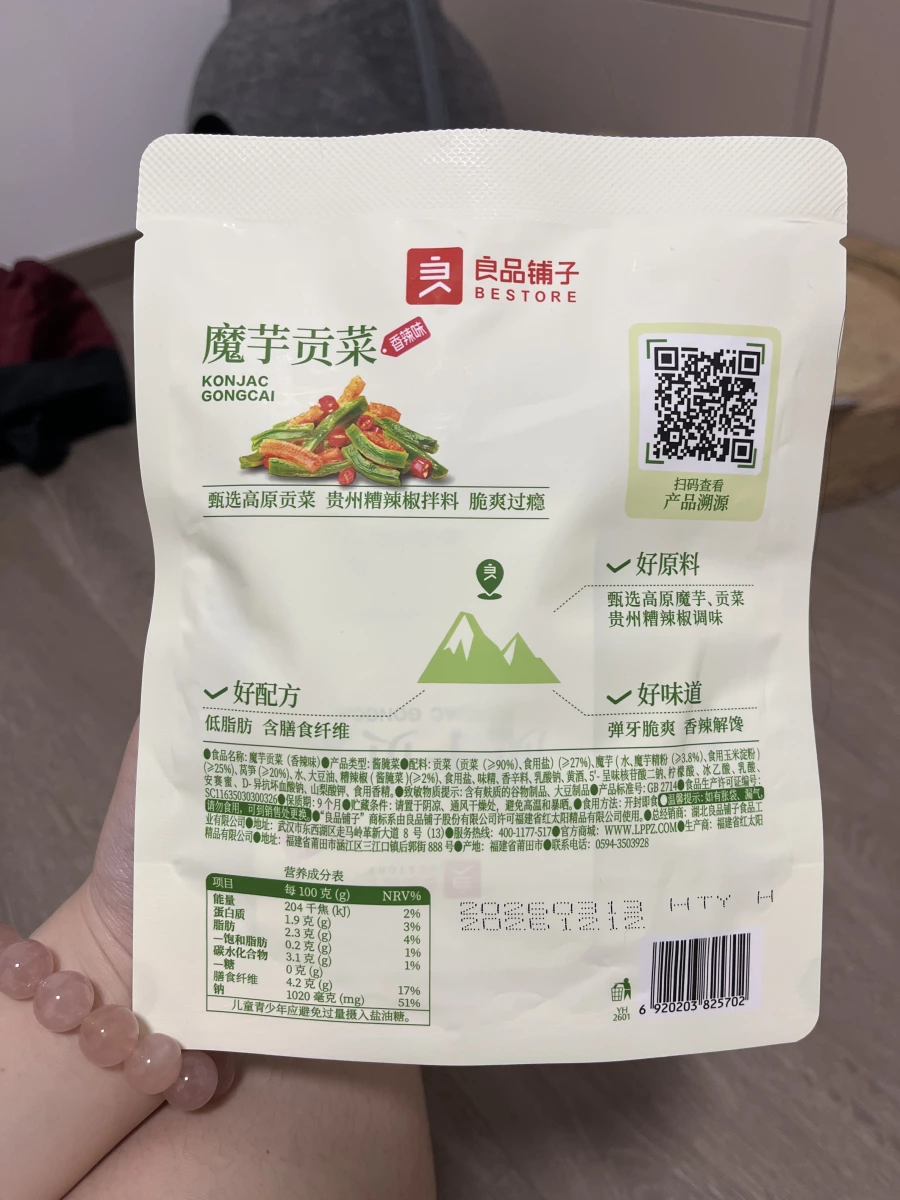 良品铺子
BESTORE
魔芋贡菜
香辣味
KONJAC
GONGCAI
甄选高原贡菜 贵州糟辣椒拌料 脆爽过瘾
扫码查看
产品溯源
好原料
甄选高原魔芋、贡菜
贵州糟辣椒调味
好配方
低脂肪 含膳食纤维
好味道
弹牙脆爽 香辣解馋
●食品名称: 魔芋贡菜 (香辣味)●产品类型: 酱腌菜●配料: 贡菜 (贡菜 (≥90%)、食用盐) (≥27%)、魔芋 (水、魔芋精粉 (≥3.8%)、食用玉米淀粉)
(≥25%)、莴笋 (≥20%)、水、大豆油、糟辣椒 (酱腌菜)(≥2%)、食用盐、味精、香辛料、乳酸钠、黄酒、5'- 呈味核苷酸二钠、柠檬酸、冰乙酸、乳酸、
安赛蜜、D- 异抗坏血酸钠、山梨酸钾、食用香精。●致敏物质提示: 含有麸质的谷物制品、大豆制品●产品标准号: GB 2714●食品生产许可证编号:
SC11635030300326●保质期: 9 个月●贮藏条件: 请置于阴凉、通风干燥处, 避免高温和暴晒。●食用方法: 开封即食●温馨提示: 如有胀袋、漏气
请勿食用, 可到销售处更换。●“良品铺子”商标系由良品铺子股份有限公司许可福建省红太阳精品有限公司使用。●总经销商: 湖北良品铺子食品工
业有限公司●地址: 武汉市东西湖区走马岭革新大道 8 号 (13)●服务热线: 400-1177-517●官方商城: WWW.LPPZ.COM●生产商: 福建省红太阳
精品有限公司●地址: 福建省莆田市涵江区三江口镇后郭街 888 号●产地: 福建省莆田市●联系电话: 0594-3503928
营养成分表
项目 每 100 克 (g) NRV%
能量 204 千焦 (kJ) 2%
蛋白质 1.9 克 (g) 3%
脂肪 2.3 克 (g) 4%
—饱和脂肪 0.2 克 (g) 1%
碳水化合物 3.1 克 (g) 1%
—糖 0 克 (g)
膳食纤维 4.2 克 (g) 17%
钠 1020 毫克 (mg) 51%
儿童青少年应避免过量摄入盐油糖。
20260313 HTY H
20261212
YH
2601
6 920203 825702